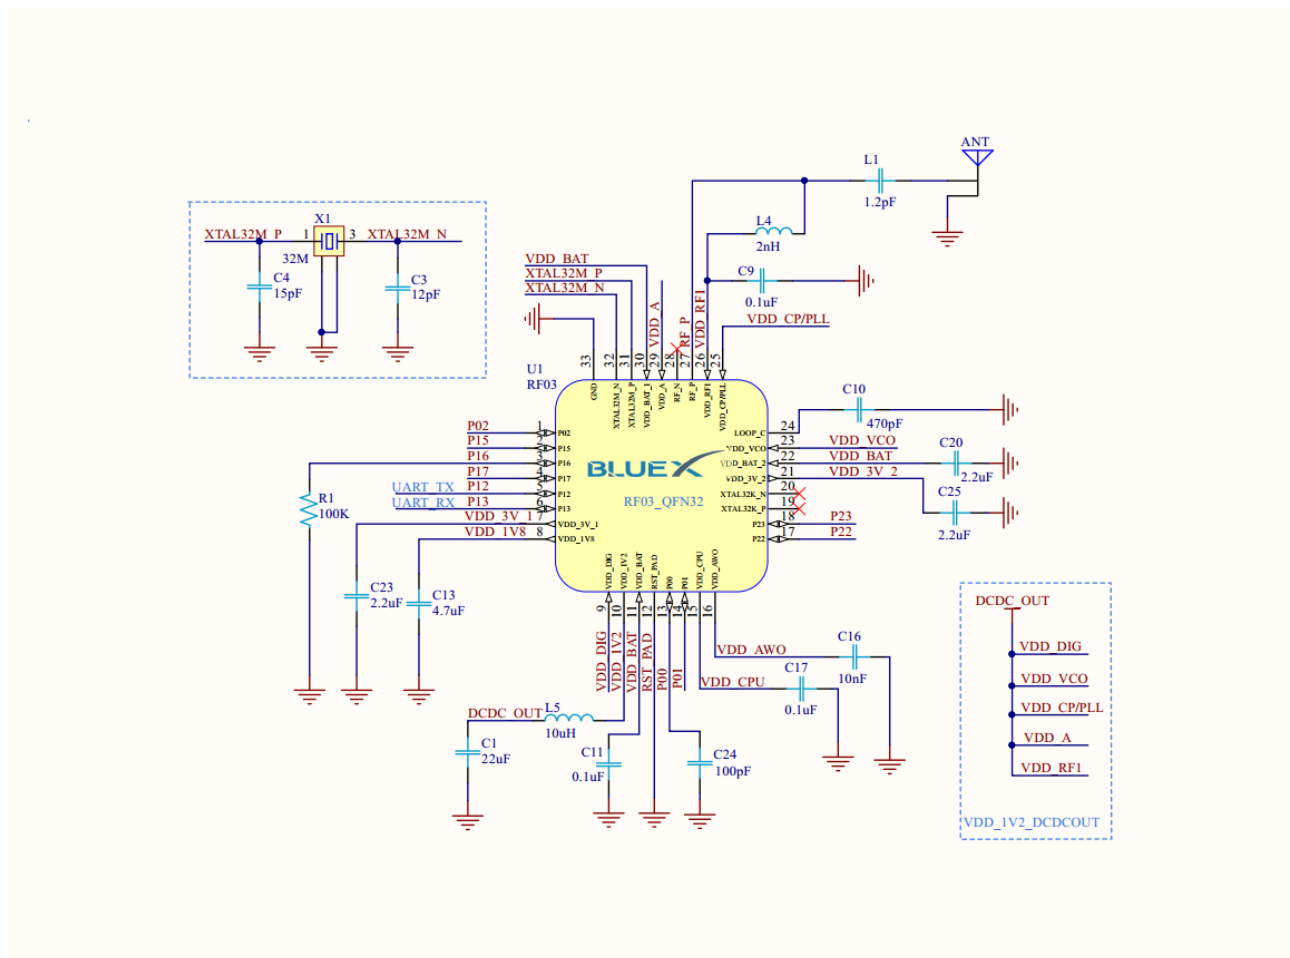 ANT
L1
1.2pF
L4
2nH
X1
XTAL32M_P
1
3
XTAL32M_N
32M
C4
15pF
C3
12pF
VDD_BAT
XTAL32M_P
XTAL32M_N
C9
0.1uF
VDD_CP/PLL
VDD_A
RF_P
VDD_RF1
33
32
31
30
29
28
27
26
25
U1
RF03
GND
XTAL32M_N
XTAL32M_P
VDD_BAT_1
VDD_A
RF_N
RF_P
VDD_RF1
VDD_CP/PLL
C10
470pF
P02
1
P02
P15
2
P15
P16
3
P16
P17
4
P17
UART_TX
P12
5
P12
UART_RX
P13
6
P13
VDD_3V_1
7
VDD_3V_1
VDD_1V8
8
VDD_1V8
LOOP_C
24
VDD_VCO
23
VDD_VCO
VDD_BAT_2
22
VDD_BAT
VDD_3V_2
21
VDD_3V_2
XTAL32K_N
20
XTAL32K_P
19
P23
18
P23
P22
17
P22
BLUEX
RF03_QFN32
C20
2.2uF
C25
2.2uF
R1
100K
C23
2.2uF
C13
4.7uF
VDD_DIG
VDD_1V2
VDD_BAT
RST_PAD
P00
P01
VDD_CPU
VDD_AWO
9
10
11
12
13
14
15
16
VDD_DIG
VDD_1V2
VDD_BAT
RST_PAD
P00
P01
VDD_AWO
C16
10nF
VDD_CPU
C17
0.1uF
DCDC_OUT
L5
10uH
C1
22uF
C11
0.1uF
C24
100pF
DCDC_OUT
VDD_DIG
VDD_VCO
VDD_CP/PLL
VDD_A
VDD_RF1
VDD_1V2_DCDCOUT